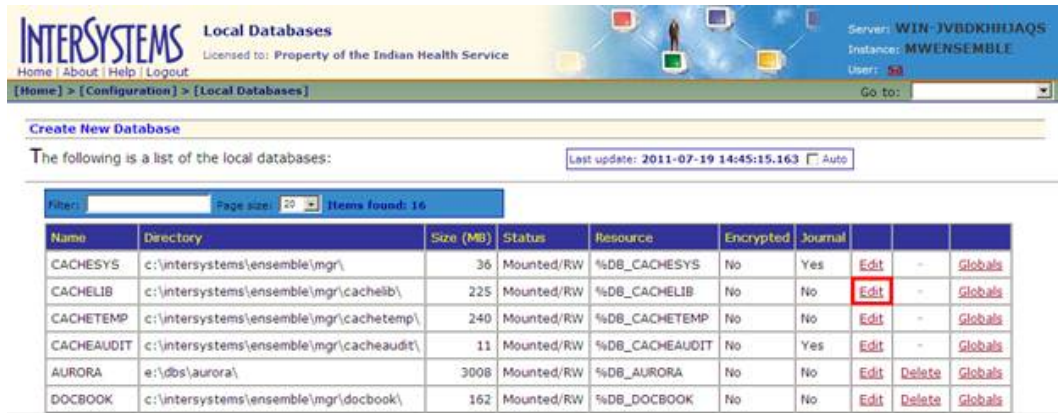 INTERSYSTEMS
Local Databases
Licensed to: Property of the Indian Health Service
Home | About | Help | Logout
Server: WIN-JVBDKHHJAQS
Instance: MWENSEMBLE
User:
[Home] > [Configuration] > [Local Databases]
Go to:
Create New Database
The following is a list of the local databases:
Last update: 2011-07-19 14:45:15.163 Auto
Filter: Page size: 20 Items found: 16
Name Directory Size (MB) Status Resource Encrypted Journal
CACHESYS c:\intersystems\ensemble\mgr\ 36 Mounted/RW %DB_CACHESYS No Yes Edit - Globals
CACHELIB c:\intersystems\ensemble\mgr\cachelib\ 225 Mounted/RW %DB_CACHELIB No No Edit - Globals
CACHETEMP c:\intersystems\ensemble\mgr\cachetemp\ 240 Mounted/RW %DB_CACHETEMP No No Edit - Globals
CACHEAUDIT c:\intersystems\ensemble\mgr\cacheaudit\ 11 Mounted/RW %DB_CACHEAUDIT No Yes Edit - Globals
AURORA e:\dbs\aurora\ 3008 Mounted/RW %DB_AURORA No No Edit Delete Globals
DOCBOOK c:\intersystems\ensemble\mgr\docbook\ 162 Mounted/RW %DB_DOCBOOK No No Edit Delete Globals